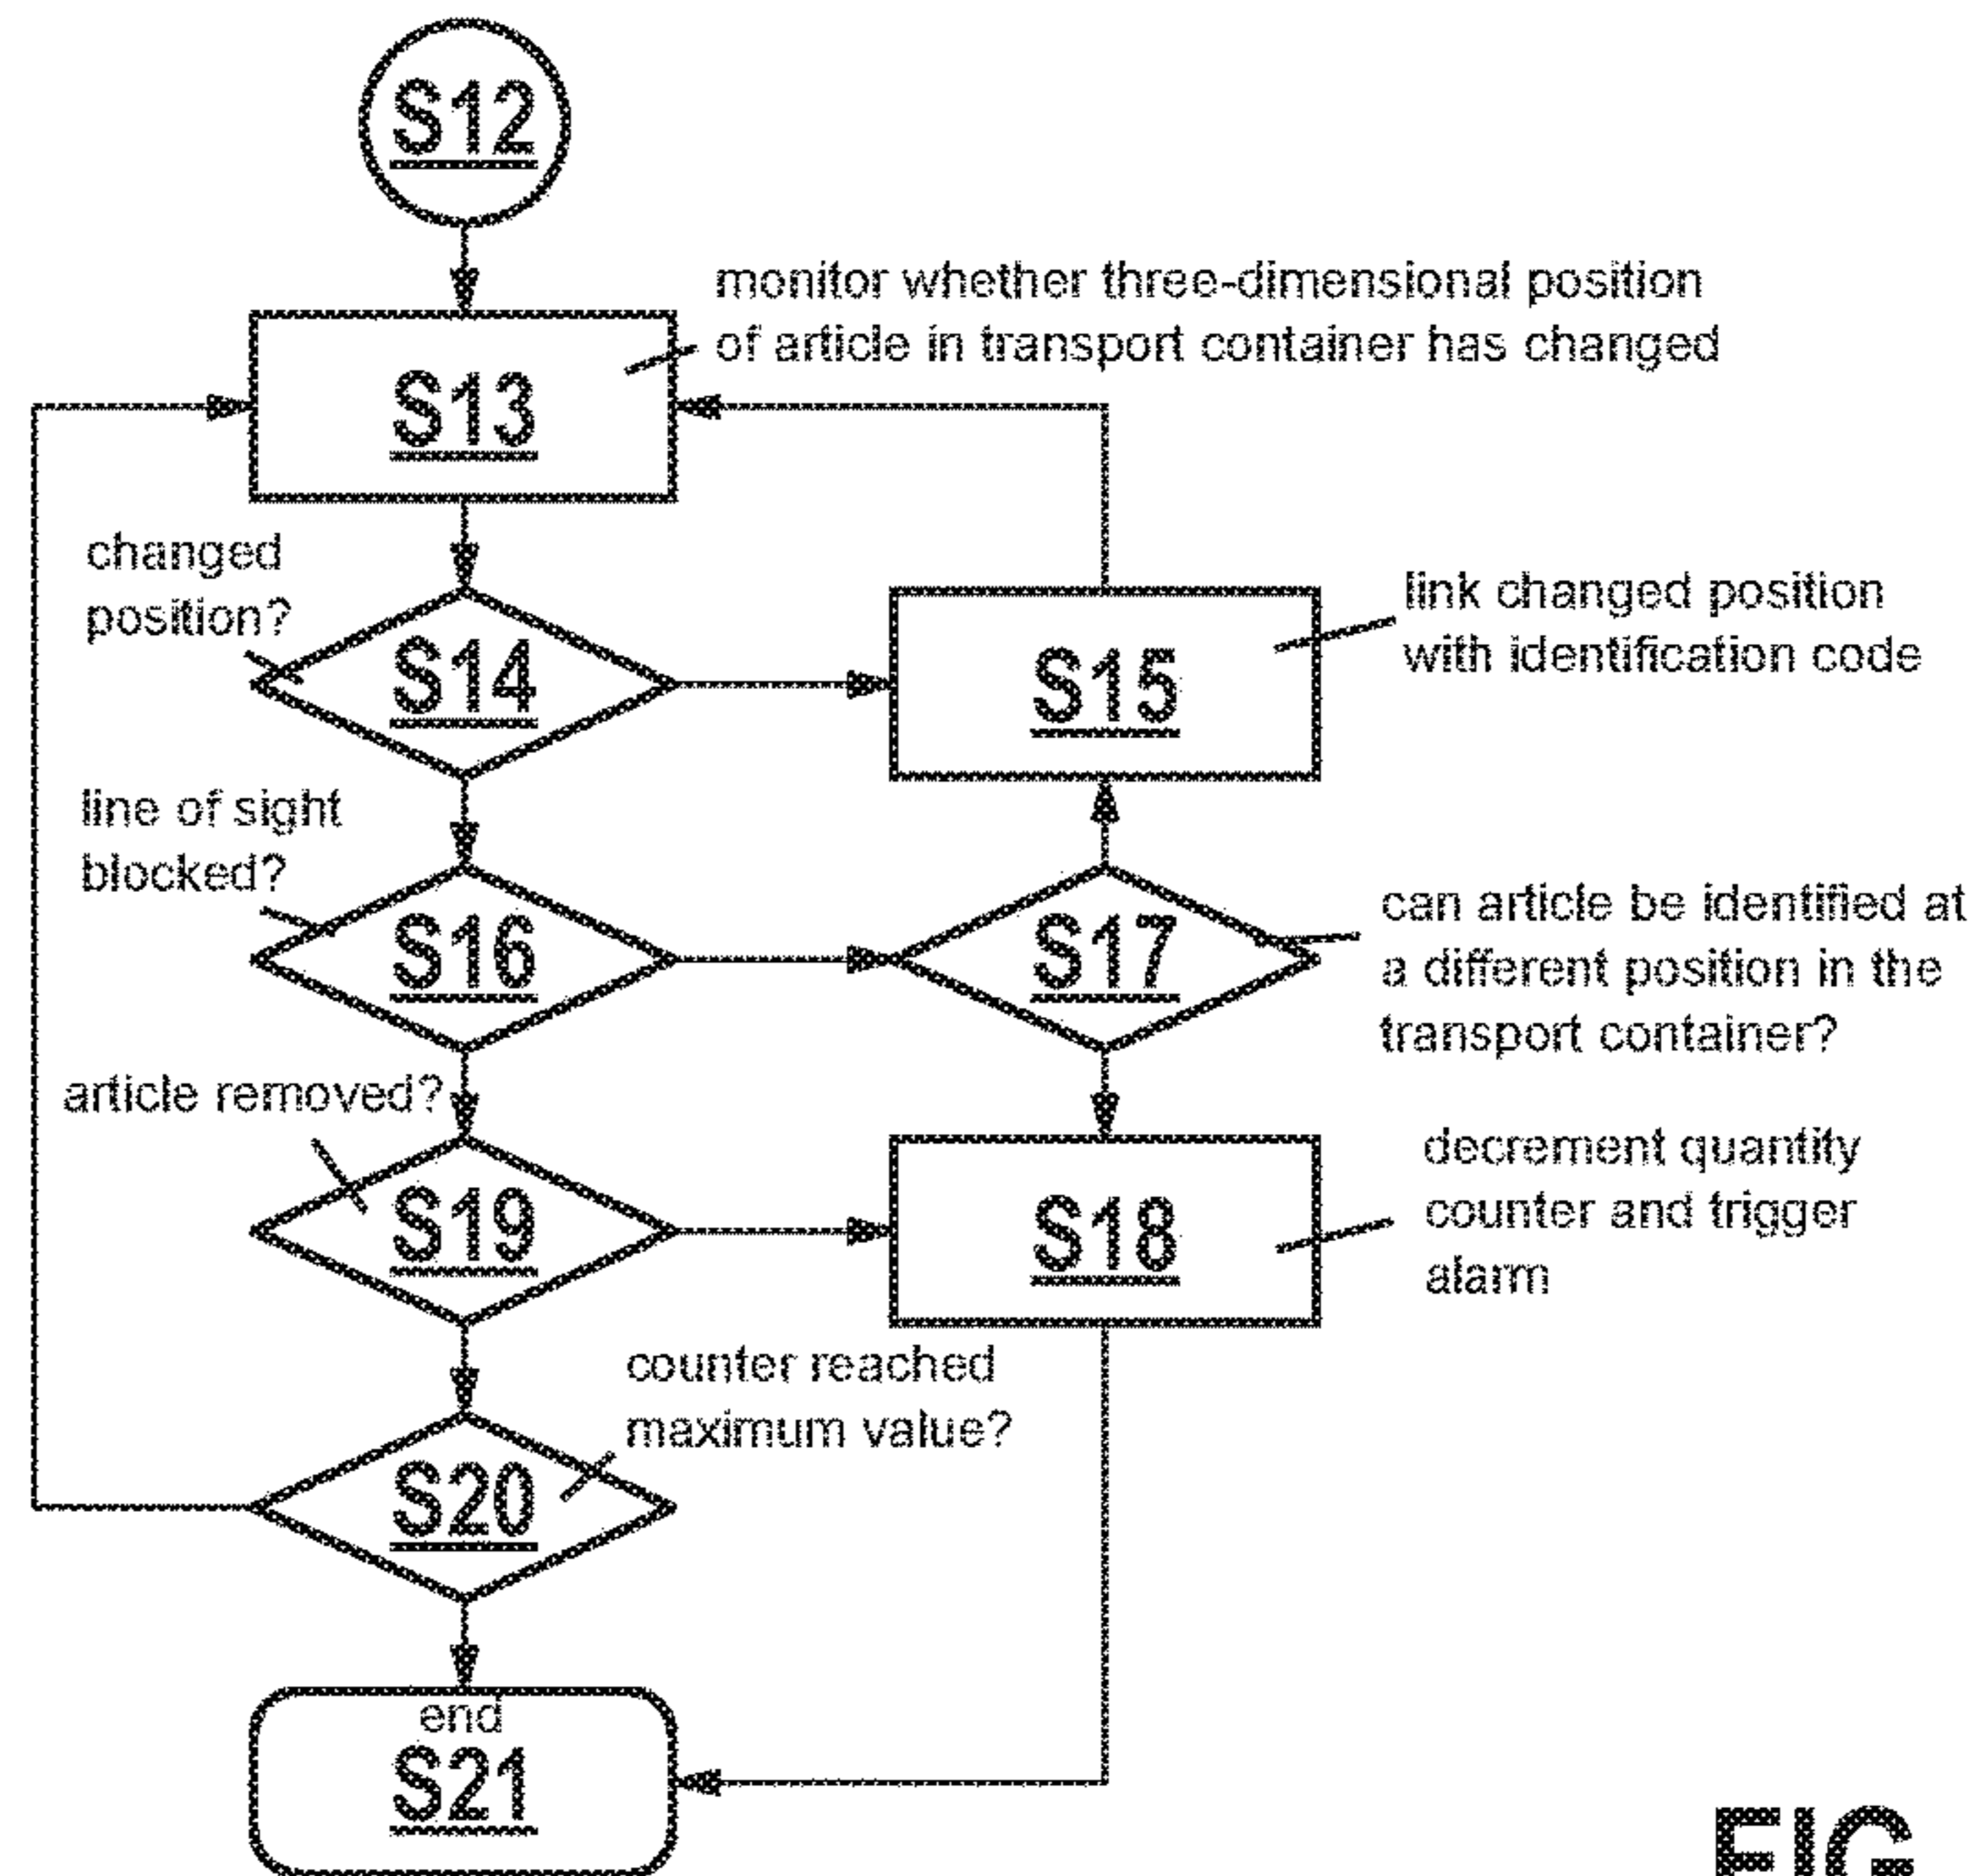 S12
monitor whether three-dimensional position
of article in transport container has changed
S13
changed
position?
S14
link changed position
with identification code
S15
line of sight
blocked?
S16
S17
can article be identified at
a different position in the
transport container?
article removed?
S19
S18
decrement quantity
counter and trigger
alarm
counter reached
maximum value?
S20
end
S21
FIG